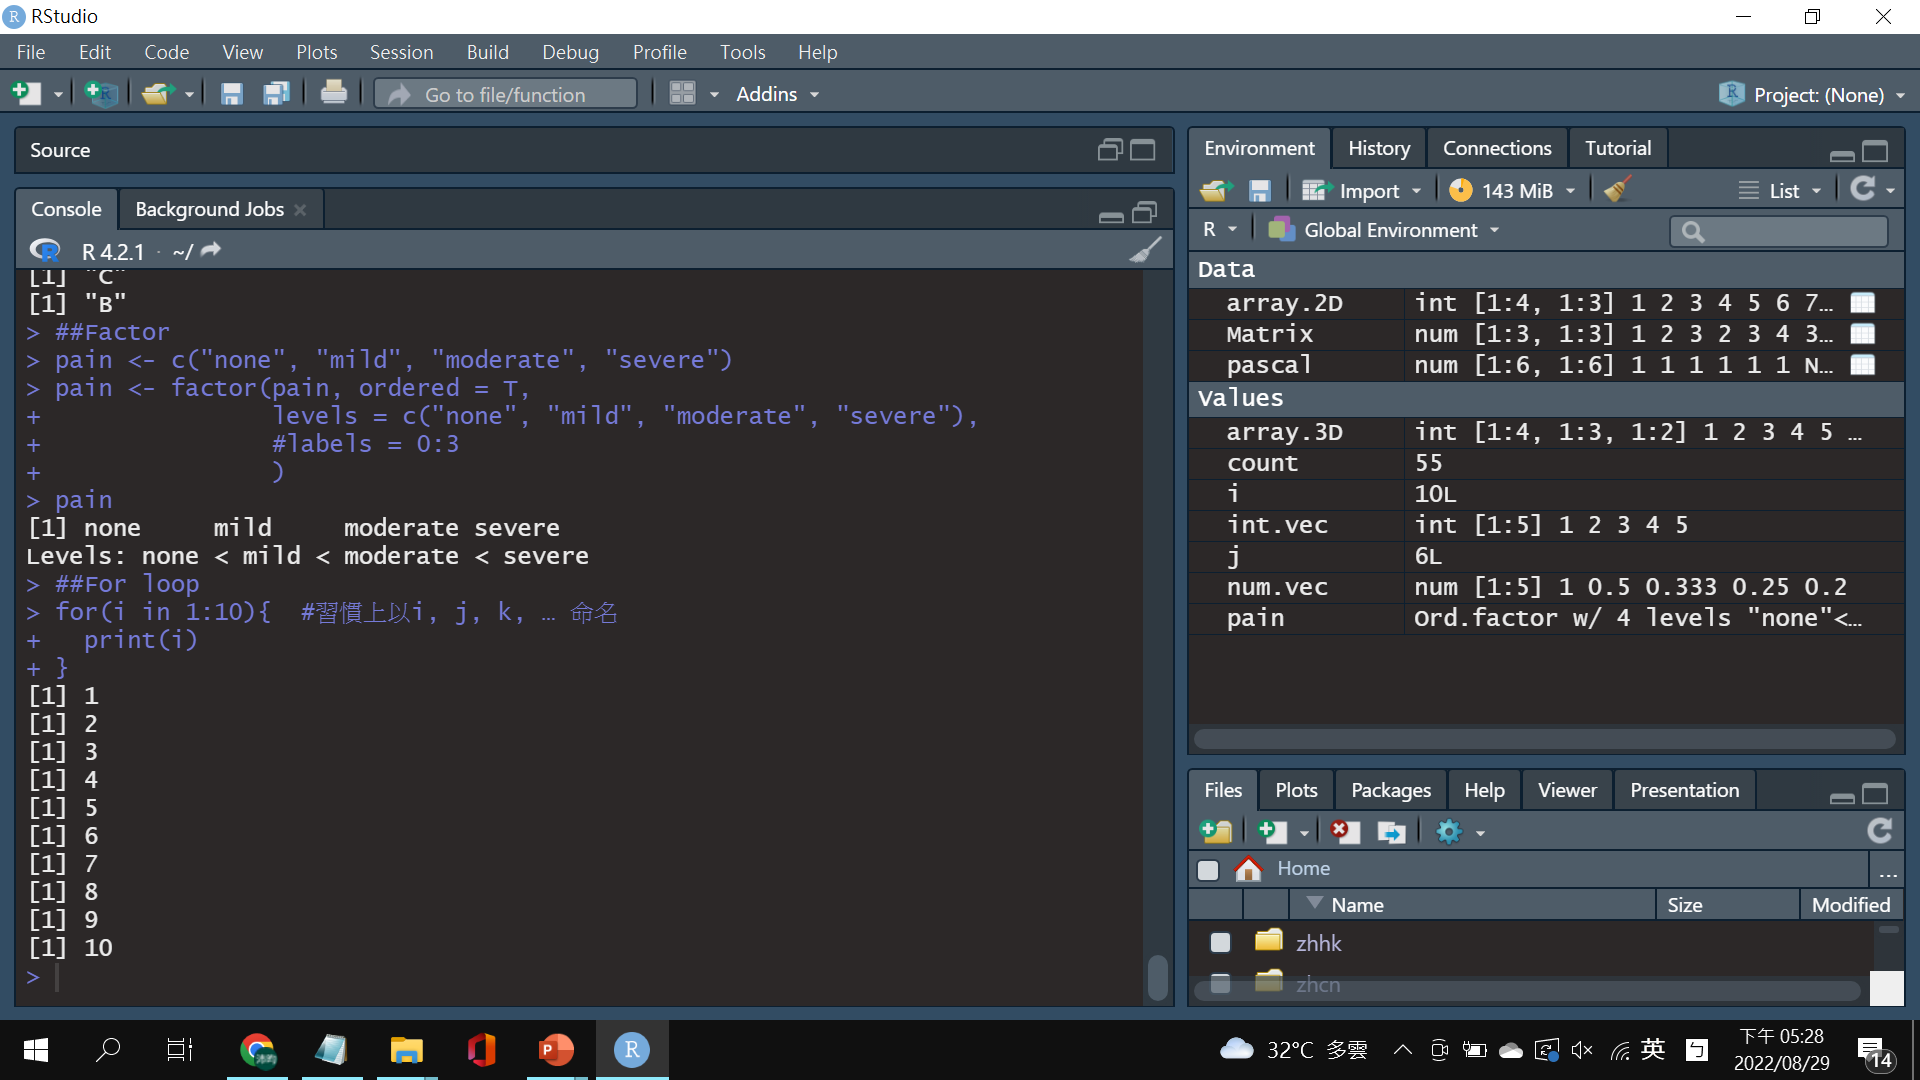 RStudio
File Edit Code View Plots Session Build Debug Profile Tools Help
Go to file/function
Addins
Project: (None)
Source
Console Background Jobs
R 4.2.1 · ~/
[1] "C"
[1] "B"
> ##Factor
> pain <- c("none", "mild", "moderate", "severe")
> pain <- factor(pain, ordered = T,
+ levels = c("none", "mild", "moderate", "severe"),
+ #labels = 0:3
+ )
> pain
[1] none mild moderate severe
Levels: none < mild < moderate < severe
> ##For loop
> for(i in 1:10){ #習慣上以i, j, k, … 命名
+ print(i)
+ }
[1] 1
[1] 2
[1] 3
[1] 4
[1] 5
[1] 6
[1] 7
[1] 8
[1] 9
[1] 10
>
Environment History Connections Tutorial
Import 143 MiB List
R Global Environment
Data
array.2D int [1:4, 1:3] 1 2 3 4 5 6 7…
Matrix num [1:3, 1:3] 1 2 3 2 3 4 3…
pascal num [1:6, 1:6] 1 1 1 1 1 1 N…
Values
array.3D int [1:4, 1:3, 1:2] 1 2 3 4 5 …
count 55
i 10L
int.vec int [1:5] 1 2 3 4 5
j 6L
num.vec num [1:5] 1 0.5 0.333 0.25 0.2
pain Ord.factor w/ 4 levels "none"<…
Files Plots Packages Help Viewer Presentation
Home ...
Name Size Modified
zhhk
zhcn
32°C 多雲
英
下午 05:28
2022/08/29
14